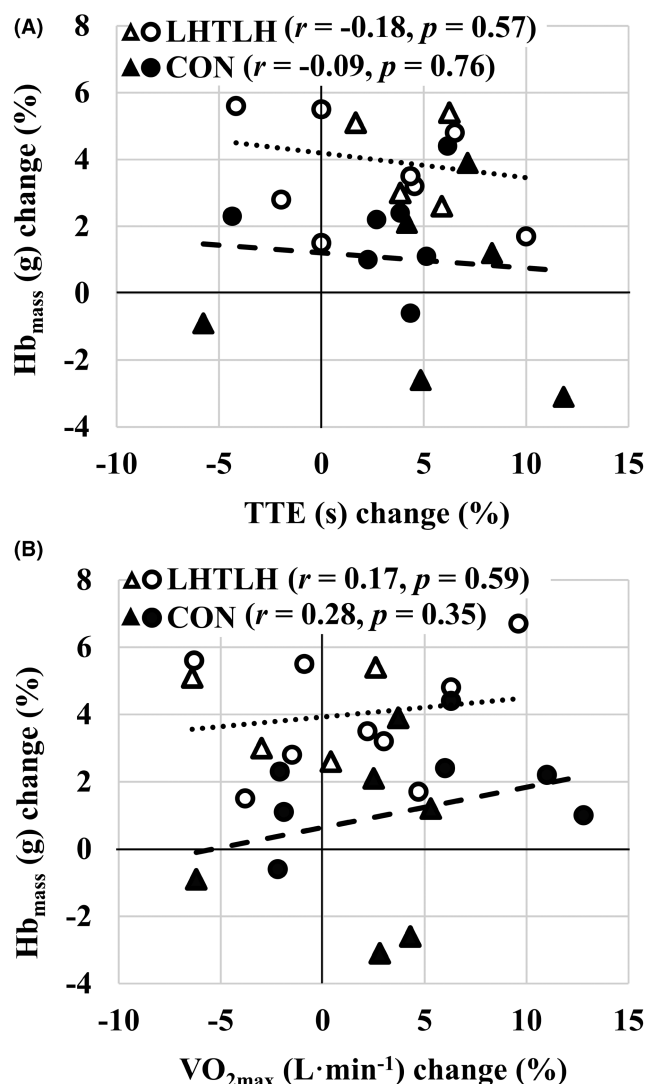 (A)
8
6
4
2
0
-2
-4
△○ LHTLH (r = -0.18, p = 0.57)
▲● CON (r = -0.09, p = 0.76)
Hbmass (g) change (%)
-10 -5 0 5 10 15
TTE (s) change (%)
(B)
8
6
4
2
0
-2
-4
△○ LHTLH (r = 0.17, p = 0.59)
▲● CON (r = 0.28, p = 0.35)
Hbmass (g) change (%)
-10 -5 0 5 10 15
VO2max (L·min⁻¹) change (%)